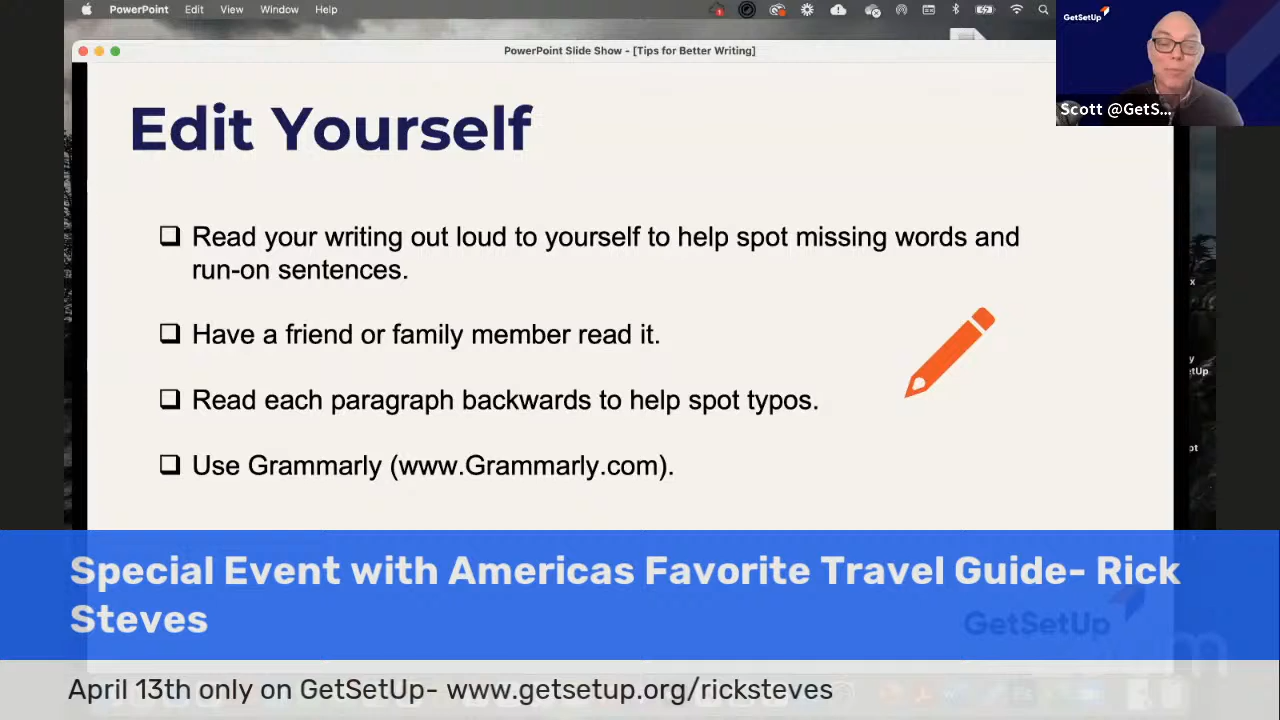 PowerPoint Edit View Window Help
PowerPoint Slide Show - [Tips for Better Writing]
GetSetUp
Scott @GetS...
Edit Yourself
Read your writing out loud to yourself to help spot missing words and
run-on sentences.
Have a friend or family member read it.
Read each paragraph backwards to help spot typos.
Use Grammarly (www.Grammarly.com).
Special Event with Americas Favorite Travel Guide- Rick
Steves
GetSetUp
April 13th only on GetSetUp- www.getsetup.org/ricksteves